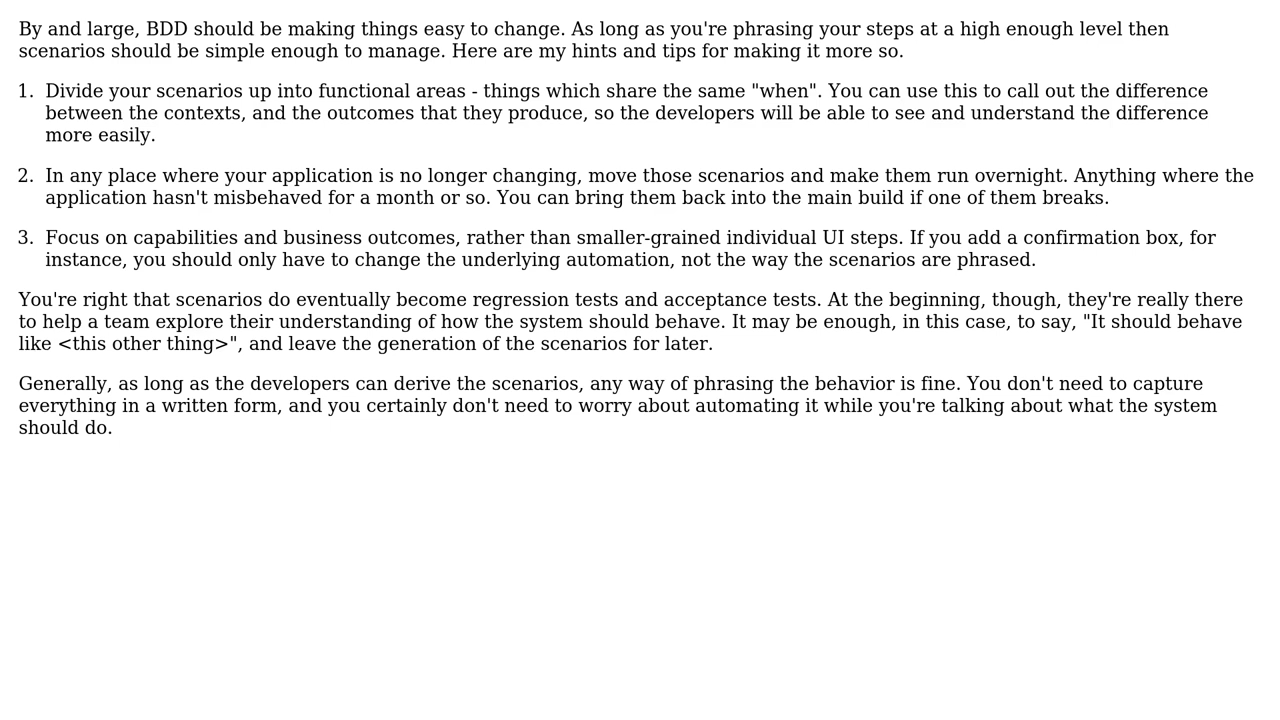 By and large, BDD should be making things easy to change. As long as you're phrasing your steps at a high enough level then
scenarios should be simple enough to manage. Here are my hints and tips for making it more so.
1. Divide your scenarios up into functional areas - things which share the same "when". You can use this to call out the difference
between the contexts, and the outcomes that they produce, so the developers will be able to see and understand the difference
more easily.
2. In any place where your application is no longer changing, move those scenarios and make them run overnight. Anything where the
application hasn't misbehaved for a month or so. You can bring them back into the main build if one of them breaks.
3. Focus on capabilities and business outcomes, rather than smaller-grained individual UI steps. If you add a confirmation box, for
instance, you should only have to change the underlying automation, not the way the scenarios are phrased.
You're right that scenarios do eventually become regression tests and acceptance tests. At the beginning, though, they're really there
to help a team explore their understanding of how the system should behave. It may be enough, in this case, to say, "It should behave
like <this other thing>", and leave the generation of the scenarios for later.
Generally, as long as the developers can derive the scenarios, any way of phrasing the behavior is fine. You don't need to capture
everything in a written form, and you certainly don't need to worry about automating it while you're talking about what the system
should do.